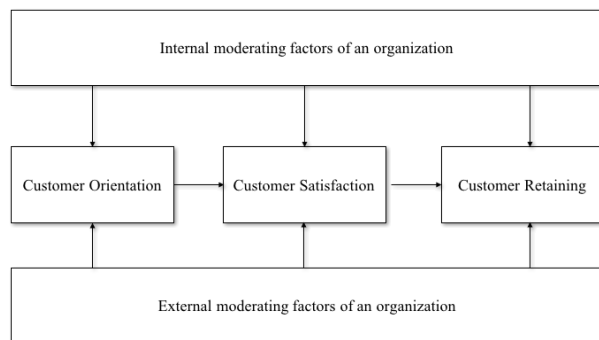 Internal moderating factors of an organization
Customer Orientation
Customer Satisfaction
Customer Retaining
External moderating factors of an organization